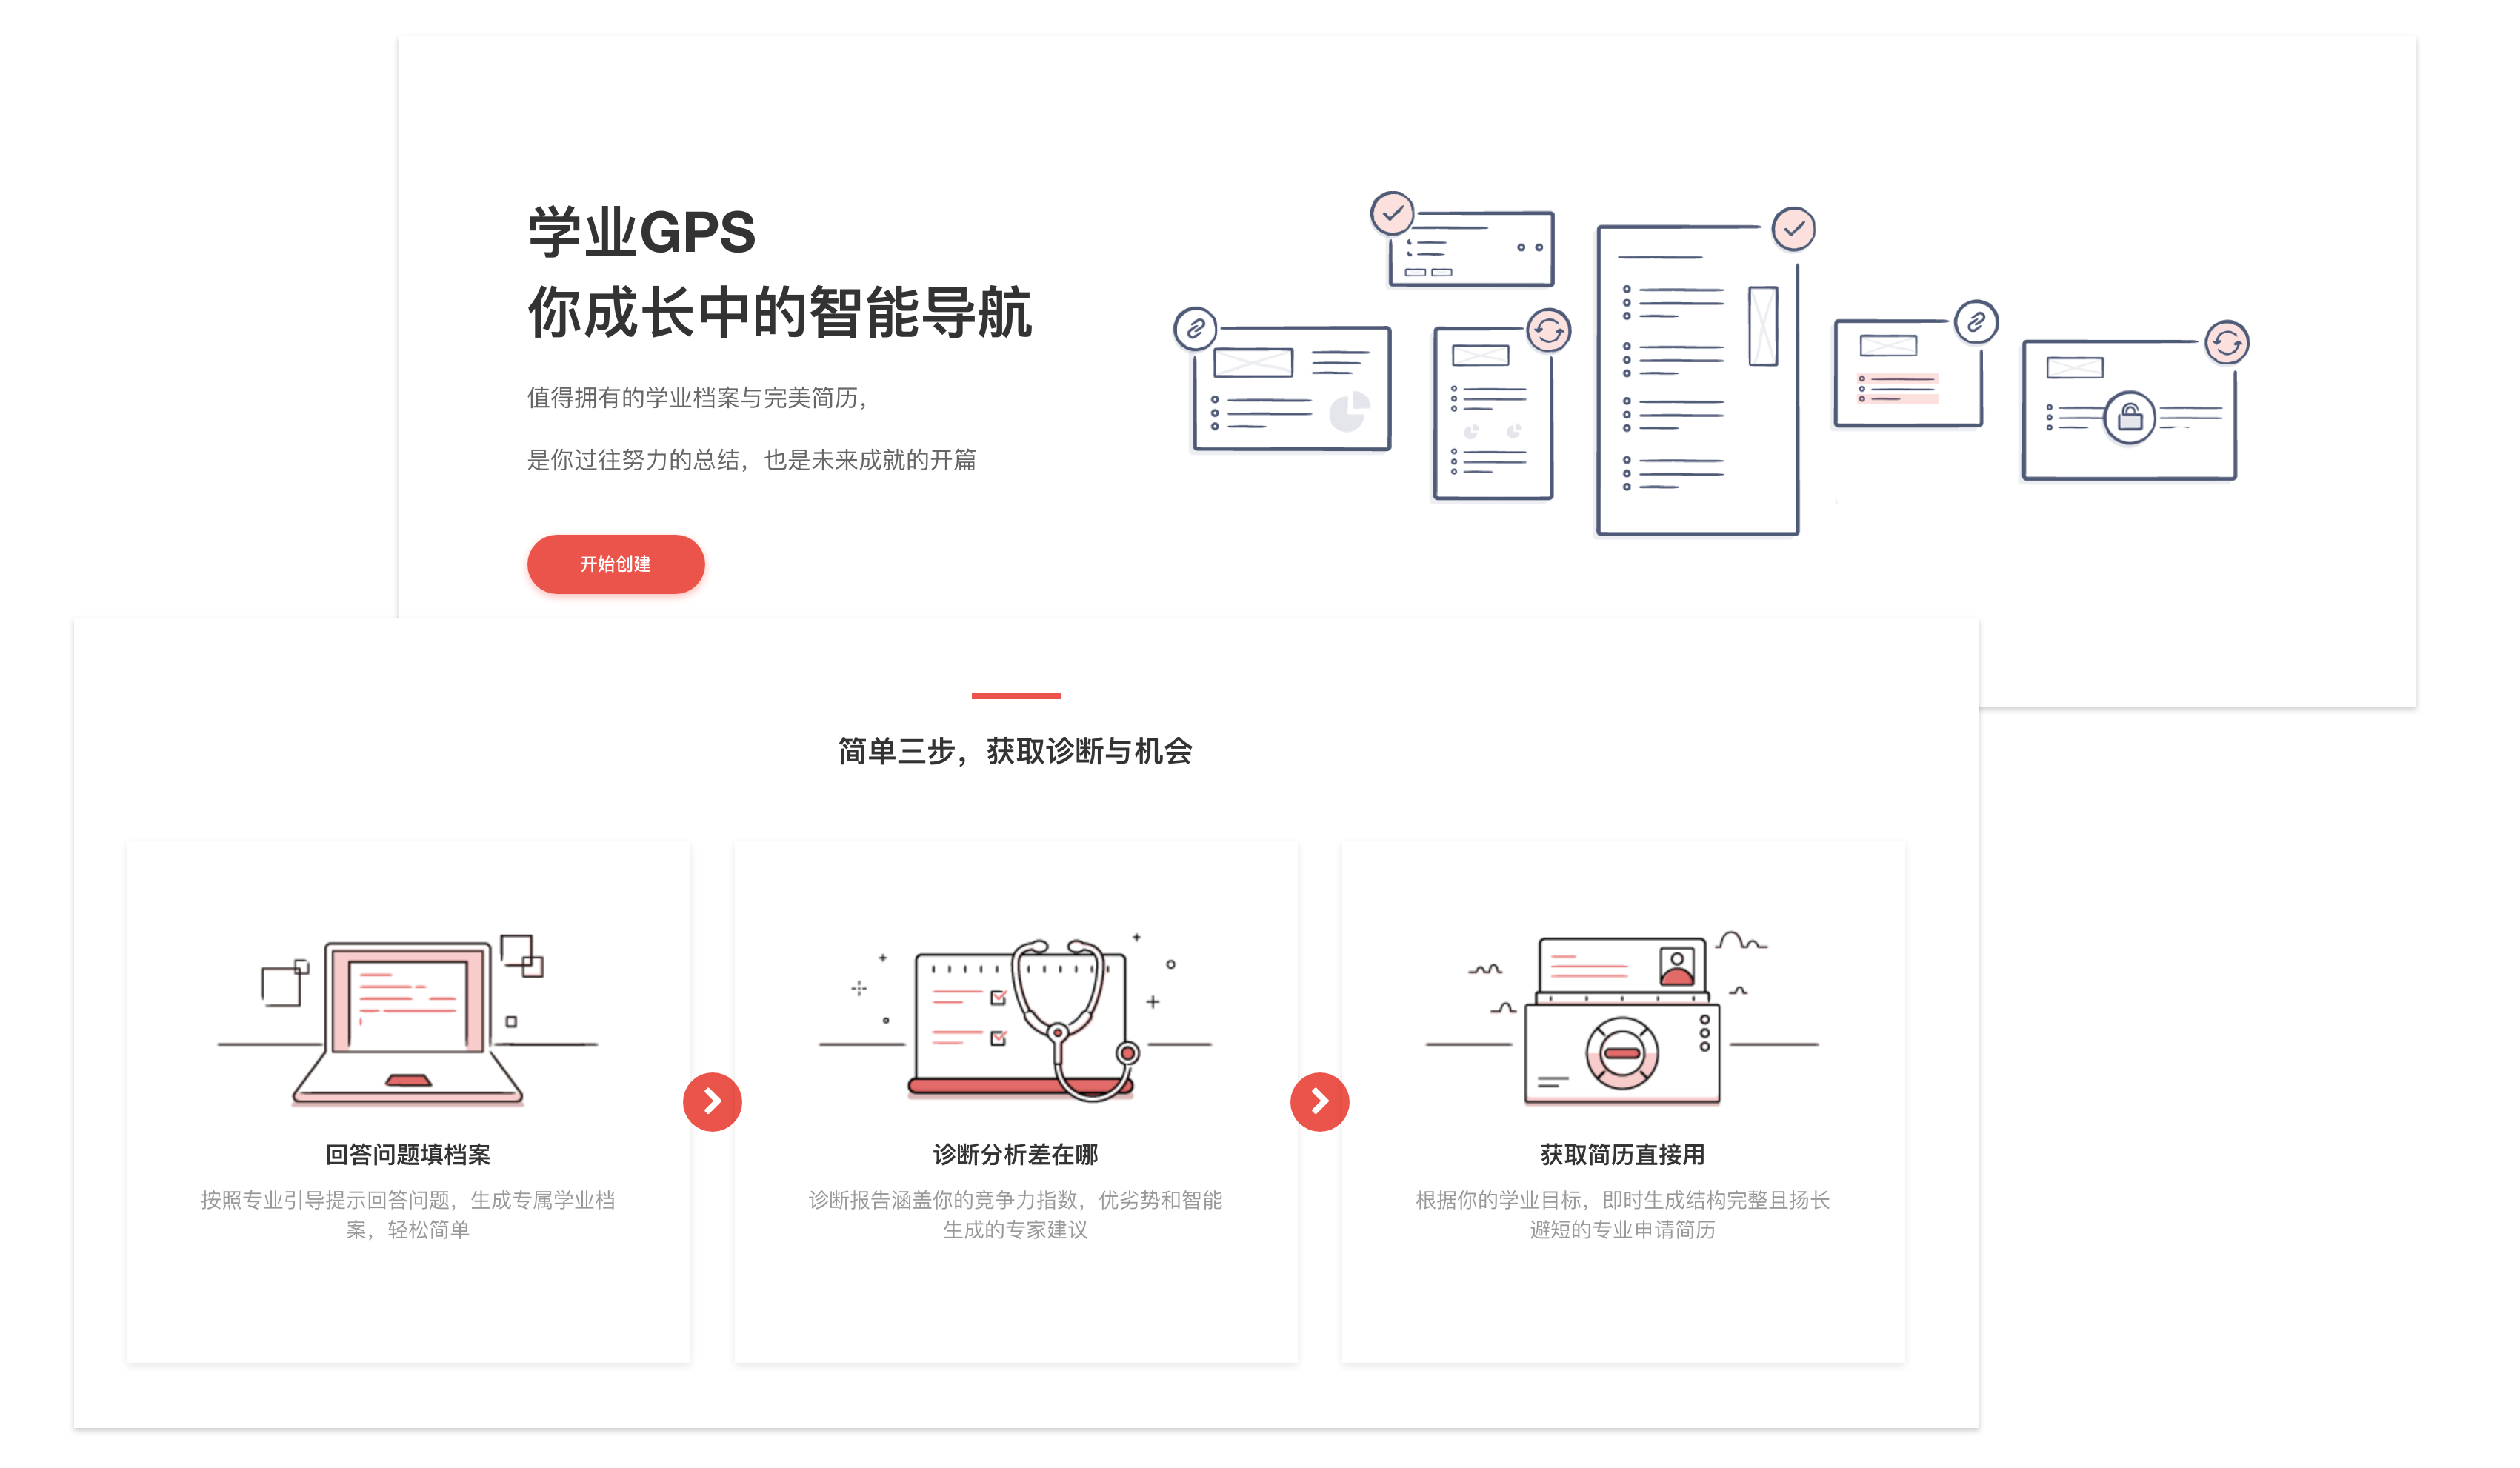 学业GPS
你成长中的智能导航
值得拥有的学业档案与完美简历，
是你过往努力的总结，也是未来成就的开篇
开始创建
简单三步，获取诊断与机会
回答问题填档案
按照专业引导提示回答问题，生成专属学业档
案，轻松简单
诊断分析差在哪
诊断报告涵盖你的竞争力指数，优劣势和智能
生成的专家建议
获取简历直接用
根据你的学业目标，即时生成结构完整且扬长
避短的专业申请简历